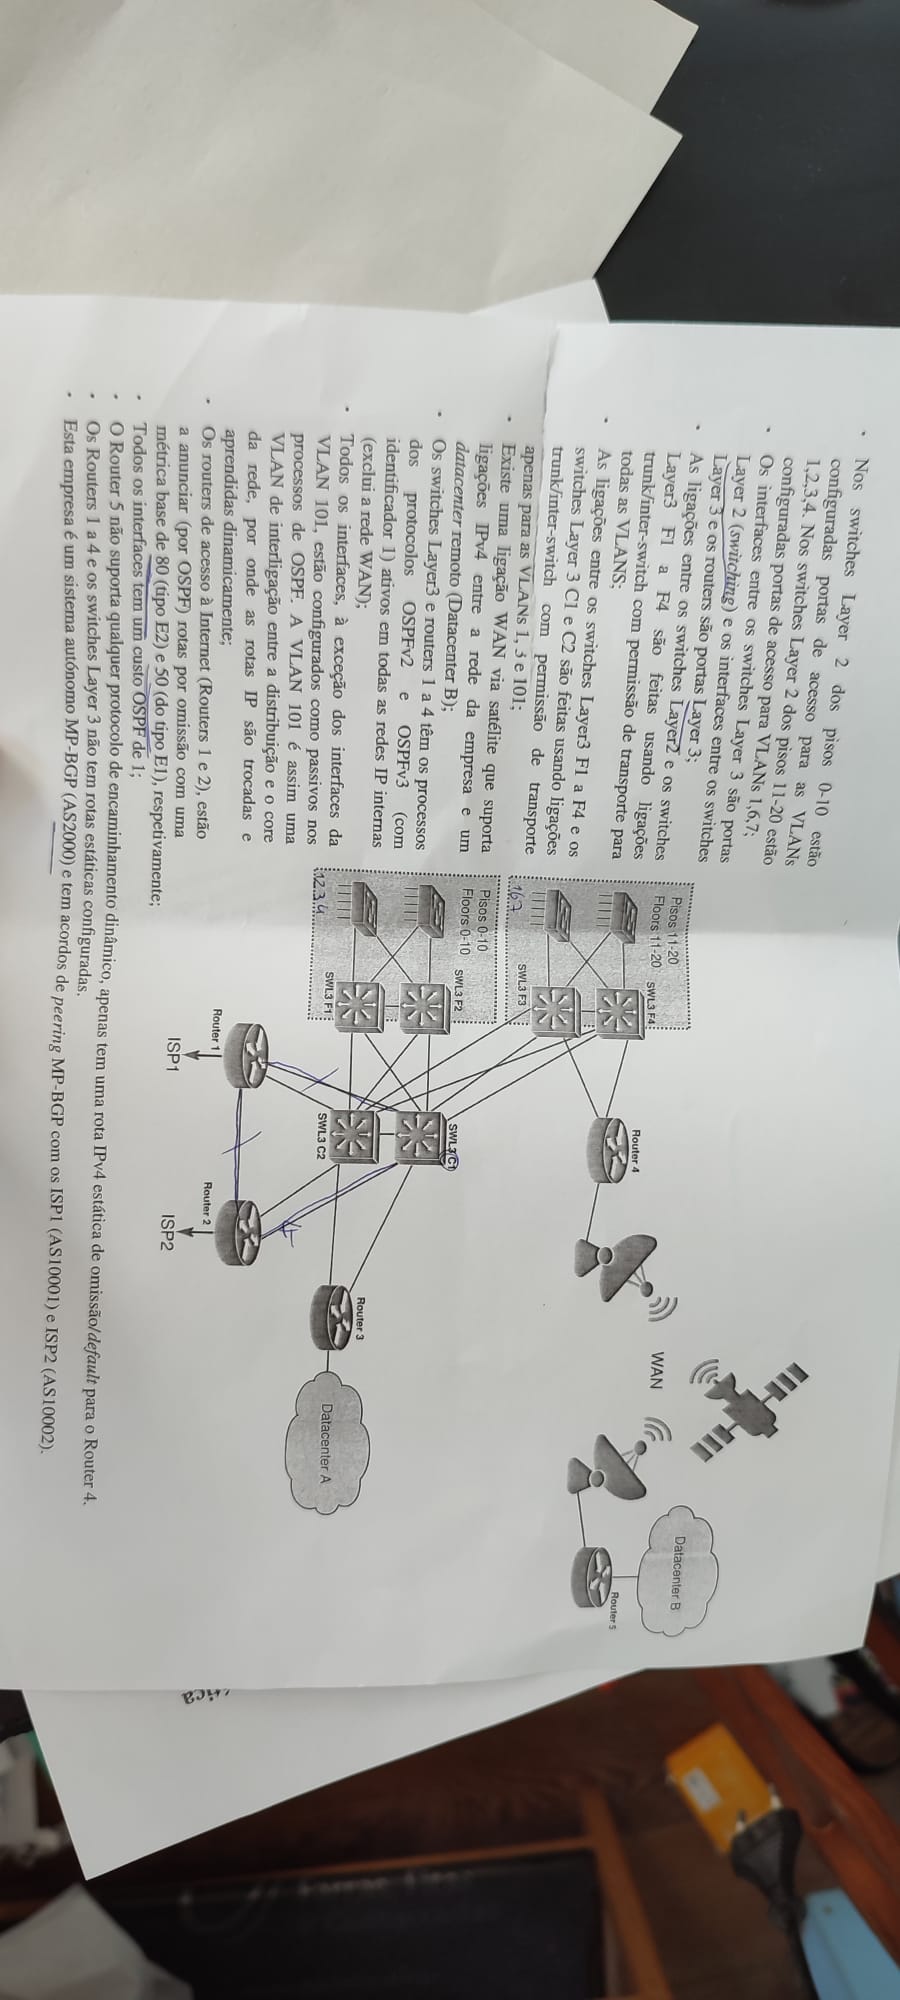 • Nos switches Layer 2 dos pisos 0-10 estão
configuradas portas de acesso para as VLANs
1,2,3,4. Nos switches Layer 2 dos pisos 11-20 estão
configuradas portas de acesso para VLANs 1,6,7;
• Os interfaces entre os switches Layer 3 são portas
Layer 2 (switching) e os interfaces entre os switches
Layer 3 e os routers são portas Layer 3;
• As ligações entre os switches Layer2 e os switches
Layer3 F1 a F4 são feitas usando ligações
trunk/inter-switch com permissão de transporte para
todas as VLANS;
• As ligações entre os switches Layer3 F1 a F4 e os
switches Layer 3 C1 e C2 são feitas usando ligações
trunk/inter-switch com permissão de transporte
apenas para as VLANs 1, 3 e 101;
• Existe uma ligação WAN via satélite que suporta
ligações IPv4 entre a rede da empresa e um
datacenter remoto (Datacenter B);
• Os switches Layer3 e routers 1 a 4 têm os processos
dos protocolos OSPFv2 e OSPFv3 (com
identificador 1) ativos em todas as redes IP internas
(exclui a rede WAN);
• Todos os interfaces, à exceção dos interfaces da
VLAN 101, estão configurados como passivos nos
processos de OSPF. A VLAN 101 é assim uma
VLAN de interligação entre a distribuição e o core
da rede, por onde as rotas IP são trocadas e
aprendidas dinamicamente;
• Os routers de acesso à Internet (Routers 1 e 2), estão
a anunciar (por OSPF) rotas por omissão com uma
métrica base de 80 (tipo E2) e 50 (do tipo E1), respetivamente;
• Todos os interfaces tem um custo OSPF de 1;
• O Router 5 não suporta qualquer protocolo de encaminhamento dinâmico, apenas tem uma rota IPv4 estática de omissão/default para o Router 4.
• Os Routers 1 a 4 e os switches Layer 3 não tem rotas estáticas configuradas.
• Esta empresa é um sistema autónomo MP-BGP (AS2000) e tem acordos de peering MP-BGP com os ISP1 (AS10001) e ISP2 (AS10002).
Pisos 11-20
Floors 11-20
SWL3 F4
SWL3 F3
167
Pisos 0-10
Floors 0-10
SWL3 F2
SWL3 F1
1234
Router 4
WAN
Datacenter B
Router 5
SWL3 C1
SWL3 C2
Router 3
Datacenter A
Router 1
ISP1
Router 2
ISP2